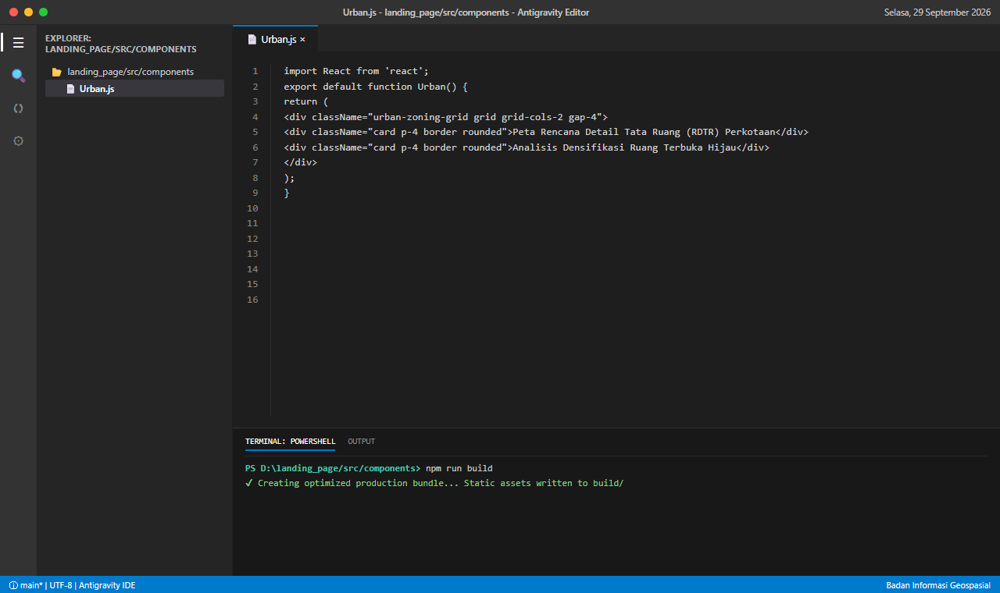 Urban.js - landing_page/src/components - Antigravity Editor
Selasa, 29 September 2026
EXPLORER:
LANDING_PAGE/SRC/COMPONENTS
landing_page/src/components
Urban.js
Urban.js ×
1 import React from 'react';
2 export default function Urban() {
3 return (
4 <div className="urban-zoning-grid grid grid-cols-2 gap-4">
5 <div className="card p-4 border rounded">Peta Rencana Detail Tata Ruang (RDTR) Perkotaan</div>
6 <div className="card p-4 border rounded">Analisis Densifikasi Ruang Terbuka Hijau</div>
7 </div>
8 );
9 }
10
11
12
13
14
15
16
TERMINAL: POWERSHELL OUTPUT
PS D:\landing_page/src/components> npm run build
✔ Creating optimized production bundle... Static assets written to build/
ⓘ main* | UTF-8 | Antigravity IDE
Badan Informasi Geospasial